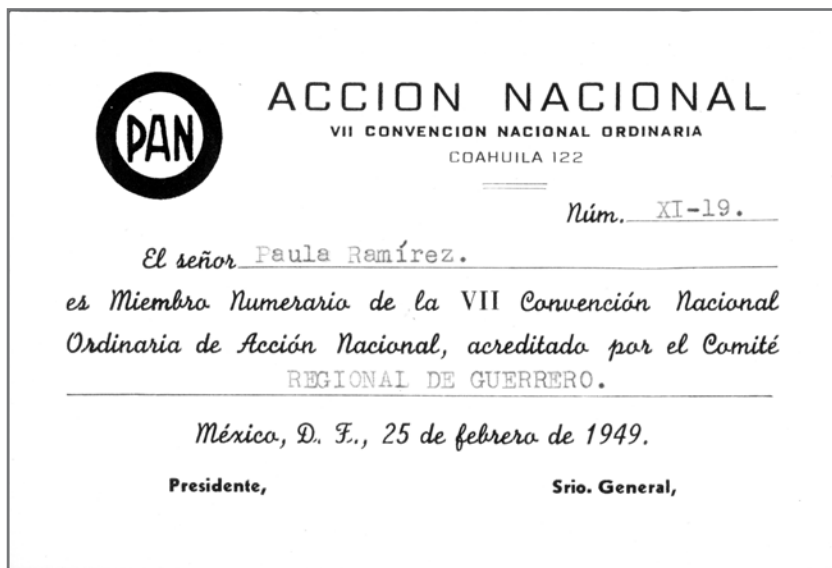 PAN
ACCION NACIONAL
VII CONVENCION NACIONAL ORDINARIA
COAHUILA 122
Núm. XI-19.
El señor Paula Ramírez.
es Miembro Numerario de la VII Convención Nacional
Ordinaria de Acción Nacional, acreditado por el Comité
REGIONAL DE GUERRERO.
México, D. F., 25 de febrero de 1949.
Presidente, Srio. General,